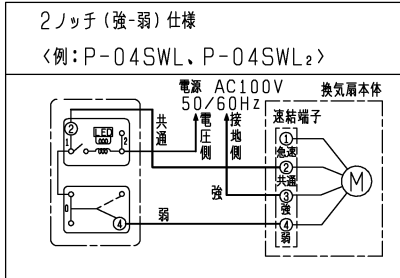 2ノッチ(強-弱)仕様
〈例:P-04SWL、P-04SWL₂〉
電源 AC100V
50/60Hz
換気扇本体
速結端子
共通
電圧側
接地側
②
LED
1
2
①
急速
②
共通
③
強
④
弱
M
強
0
④
弱